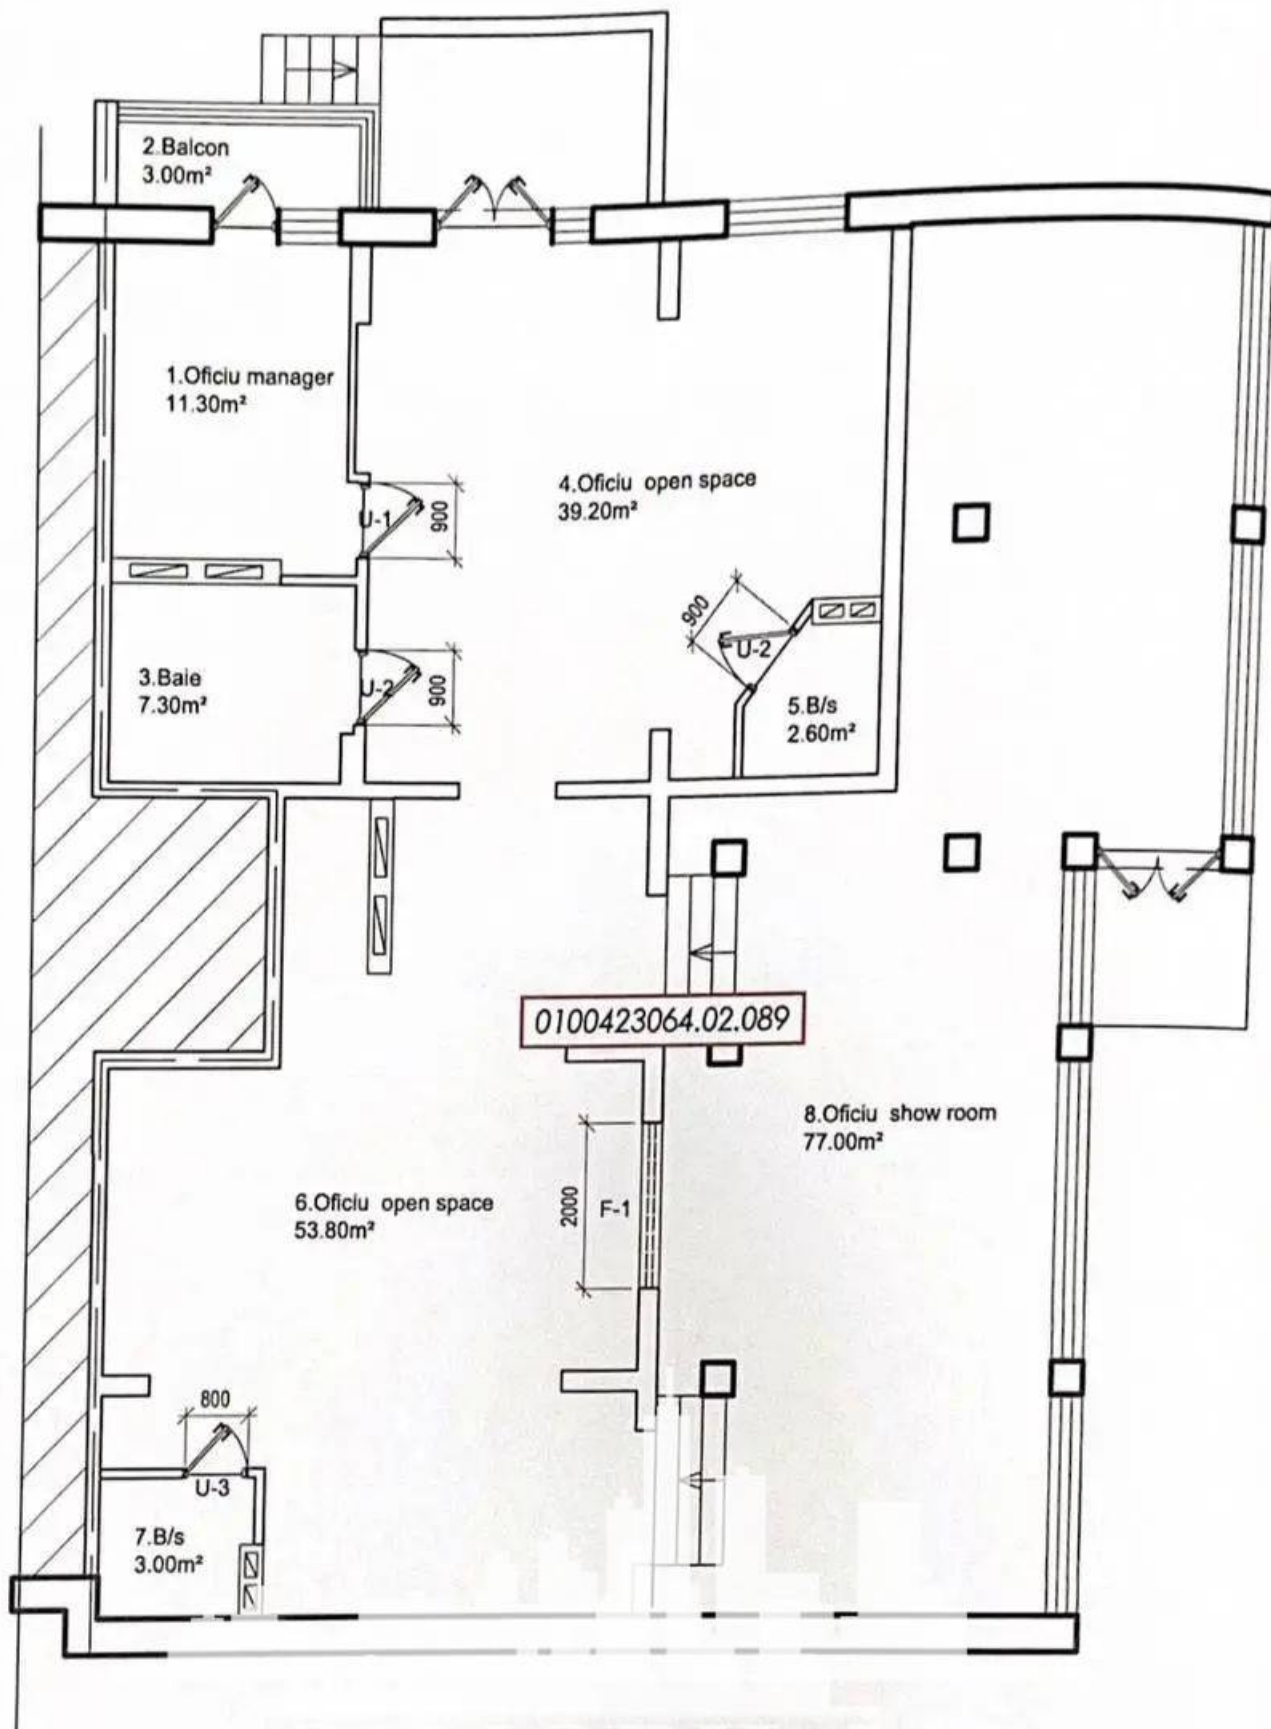 2.Balcon
3.00m²
1.Oficiu manager
11.30m²
U-1
900
4.Oficiu open space
39.20m²
900
U-2
3.Baie
7.30m²
U-2
900
5.B/s
2.60m²
0100423064.02.089
8.Oficiu show room
77.00m²
6.Oficiu open space
53.80m²
2000
F-1
800
U-3
7.B/s
3.00m²